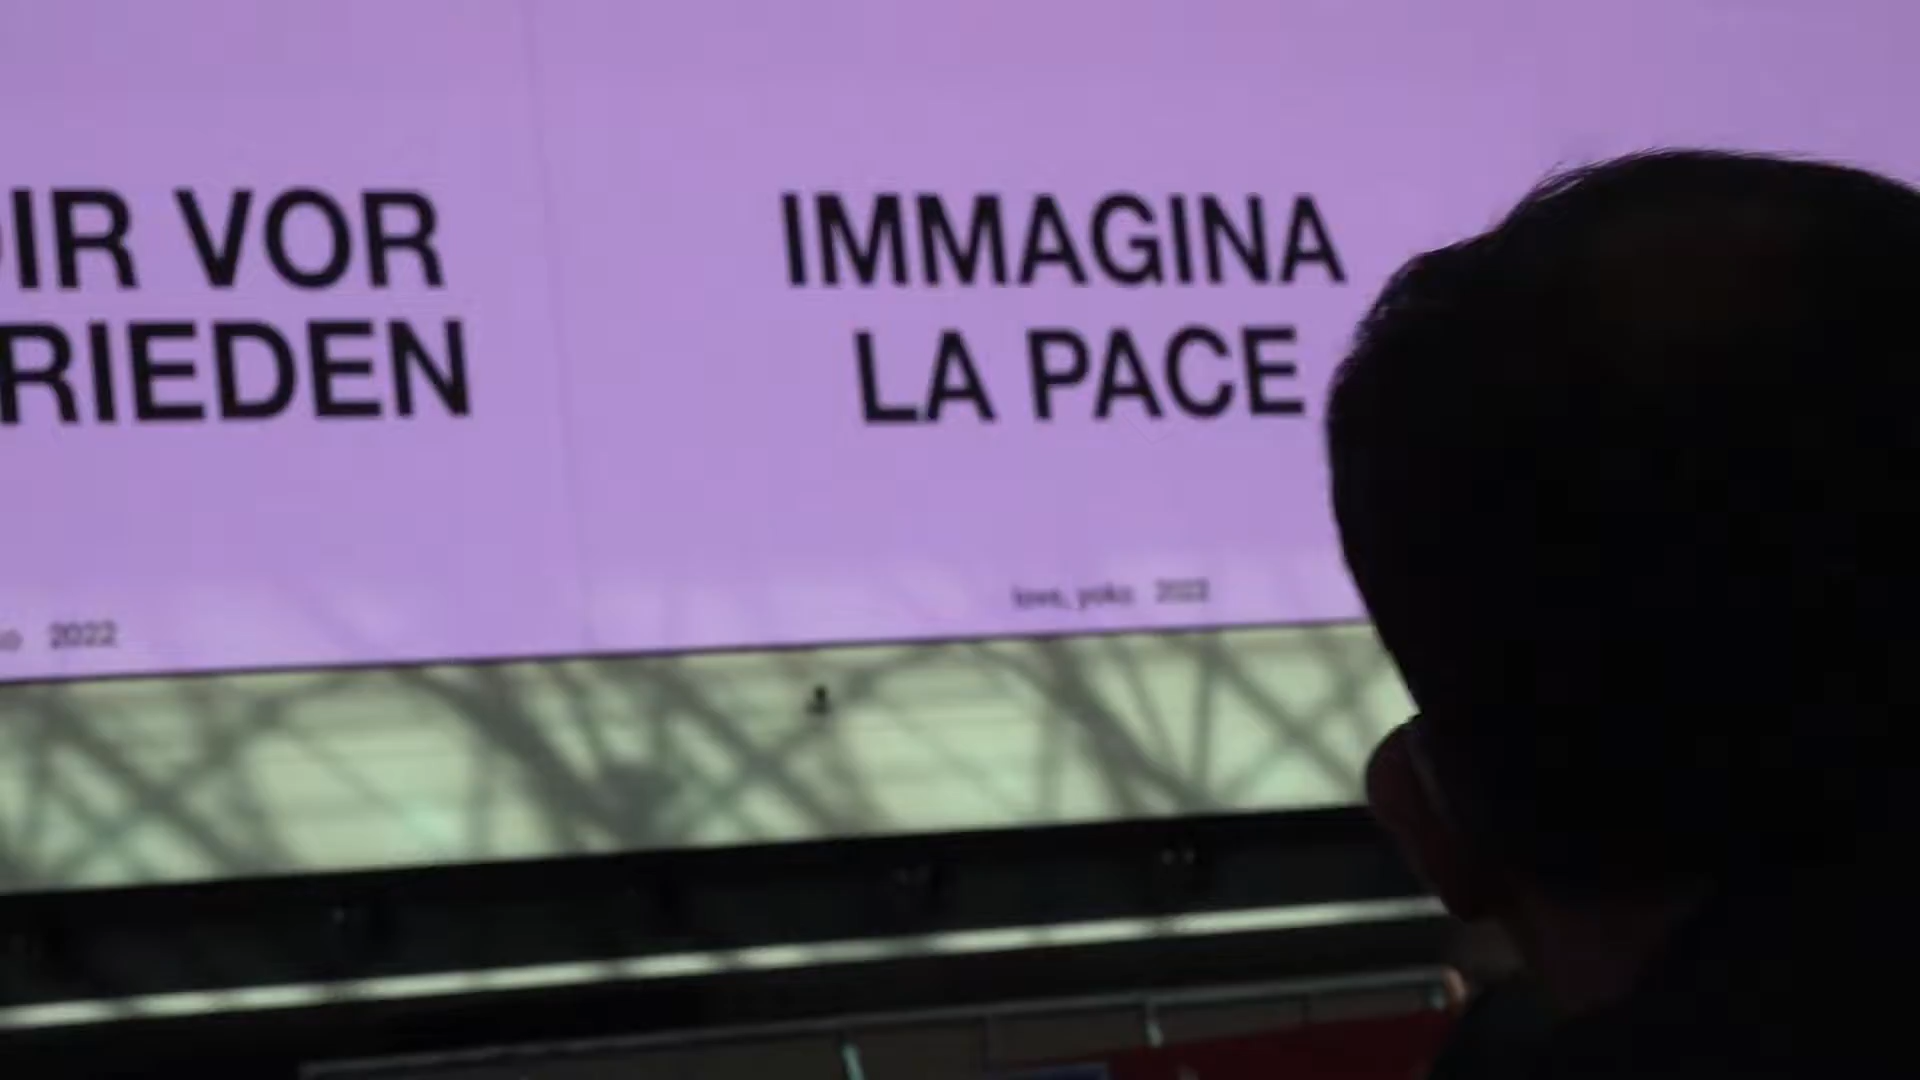 IR VOR
RIEDEN
2022
IMMAGINA
LA PACE
love, yoko 2022